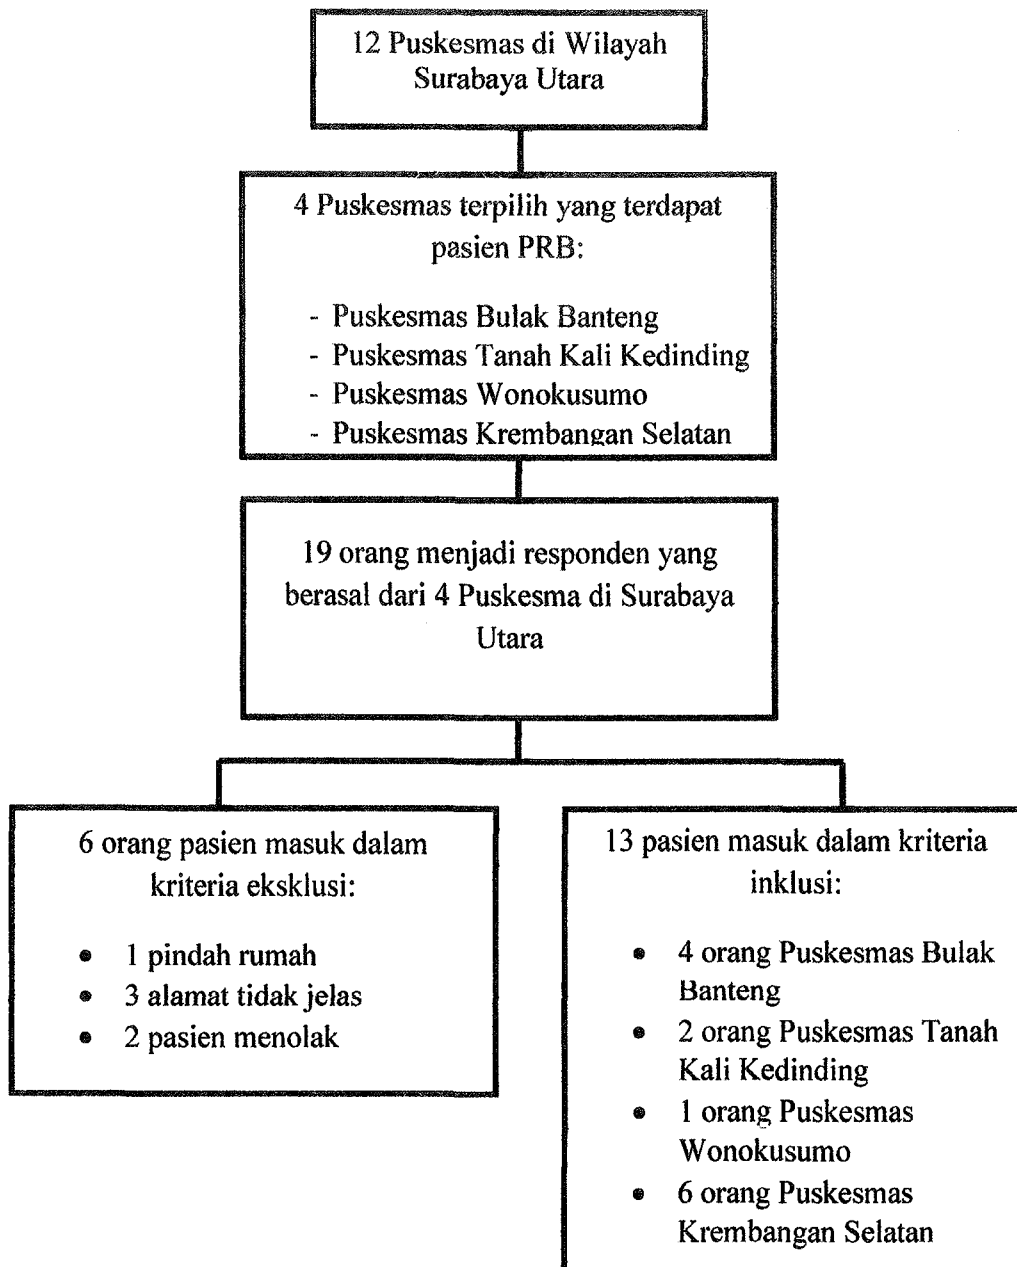 12 Puskesmas di Wilayah
Surabaya Utara
4 Puskesmas terpilih yang terdapat
pasien PRB:
- Puskesmas Bulak Banteng
- Puskesmas Tanah Kali Kedinding
- Puskesmas Wonokusumo
- Puskesmas Krembangan Selatan
19 orang menjadi responden yang
berasal dari 4 Puskesma di Surabaya
Utara
6 orang pasien masuk dalam
kriteria eksklusi:
• 1 pindah rumah
• 3 alamat tidak jelas
• 2 pasien menolak
13 pasien masuk dalam kriteria
inklusi:
• 4 orang Puskesmas Bulak
Banteng
• 2 orang Puskesmas Tanah
Kali Kedinding
• 1 orang Puskesmas
Wonokusumo
• 6 orang Puskesmas
Krembangan Selatan